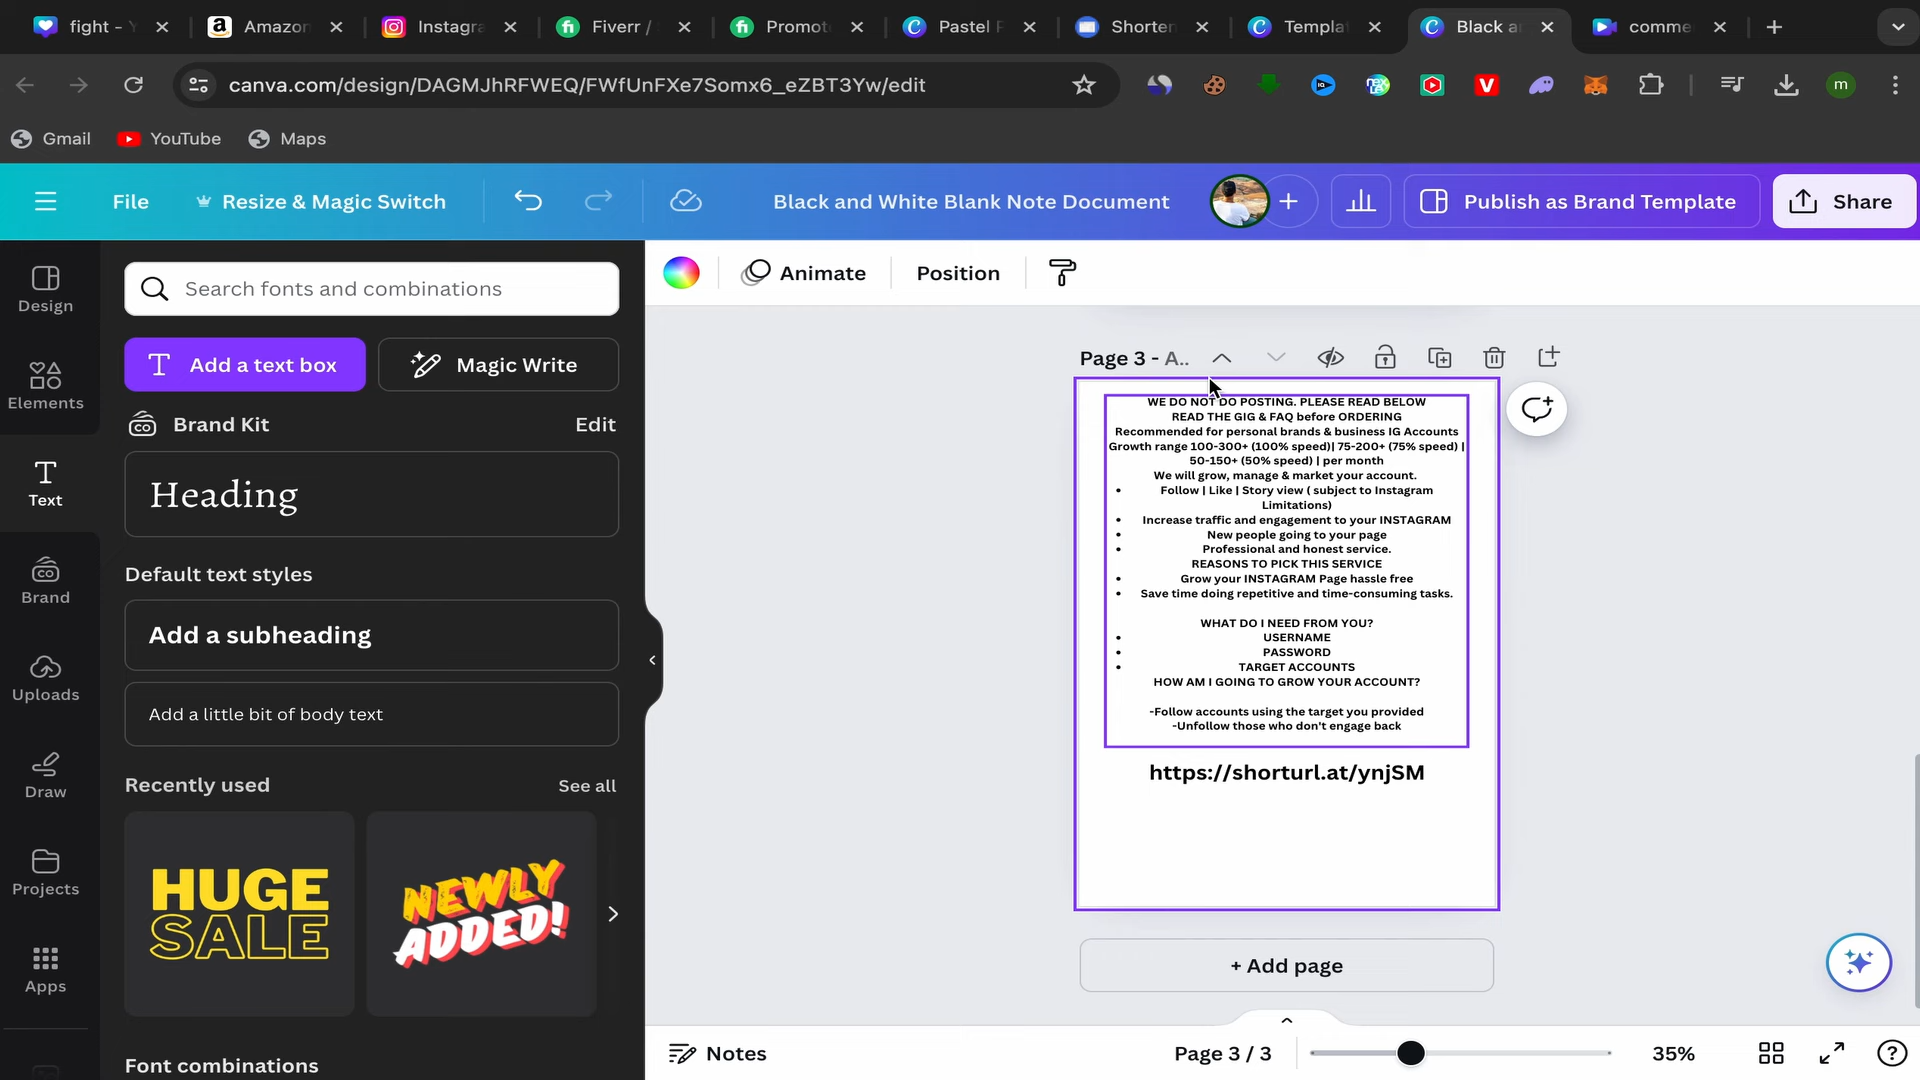 fight - Y
Amazon
Instagra
Fiverr /
Promot
Pastel P
Shorten
Templa
Black a
comme
canva.com/design/DAGMJhRFWEQ/FWfUnFXe7Somx6_eZBT3Yw/edit
m
Gmail
YouTube
Maps
File
Resize & Magic Switch
Black and White Blank Note Document
Publish as Brand Template
Share
Design
Elements
Text
Brand
Uploads
Draw
Projects
Apps
Search fonts and combinations
Add a text box
Magic Write
Brand Kit
Edit
Heading
Default text styles
Add a subheading
Add a little bit of body text
Recently used
See all
HUGE
SALE
NEWLY
ADDED!
Font combinations
Animate
Position
Page 3 - A..
WE DO NOT DO POSTING. PLEASE READ BELOW
READ THE GIG & FAQ before ORDERING
Recommended for personal brands & business IG Accounts
Growth range 100-300+ (100% speed)| 75-200+ (75% speed) |
50-150+ (50% speed) | per month
We will grow, manage & market your account.
• Follow | Like | Story view ( subject to Instagram
Limitations)
• Increase traffic and engagement to your INSTAGRAM
• New people going to your page
• Professional and honest service.
REASONS TO PICK THIS SERVICE
• Grow your INSTAGRAM Page hassle free
• Save time doing repetitive and time-consuming tasks.
WHAT DO I NEED FROM YOU?
• USERNAME
• PASSWORD
• TARGET ACCOUNTS
HOW AM I GOING TO GROW YOUR ACCOUNT?
-Follow accounts using the target you provided
-Unfollow those who don't engage back
https://shorturl.at/ynjSM
+ Add page
Notes
Page 3 / 3
35%